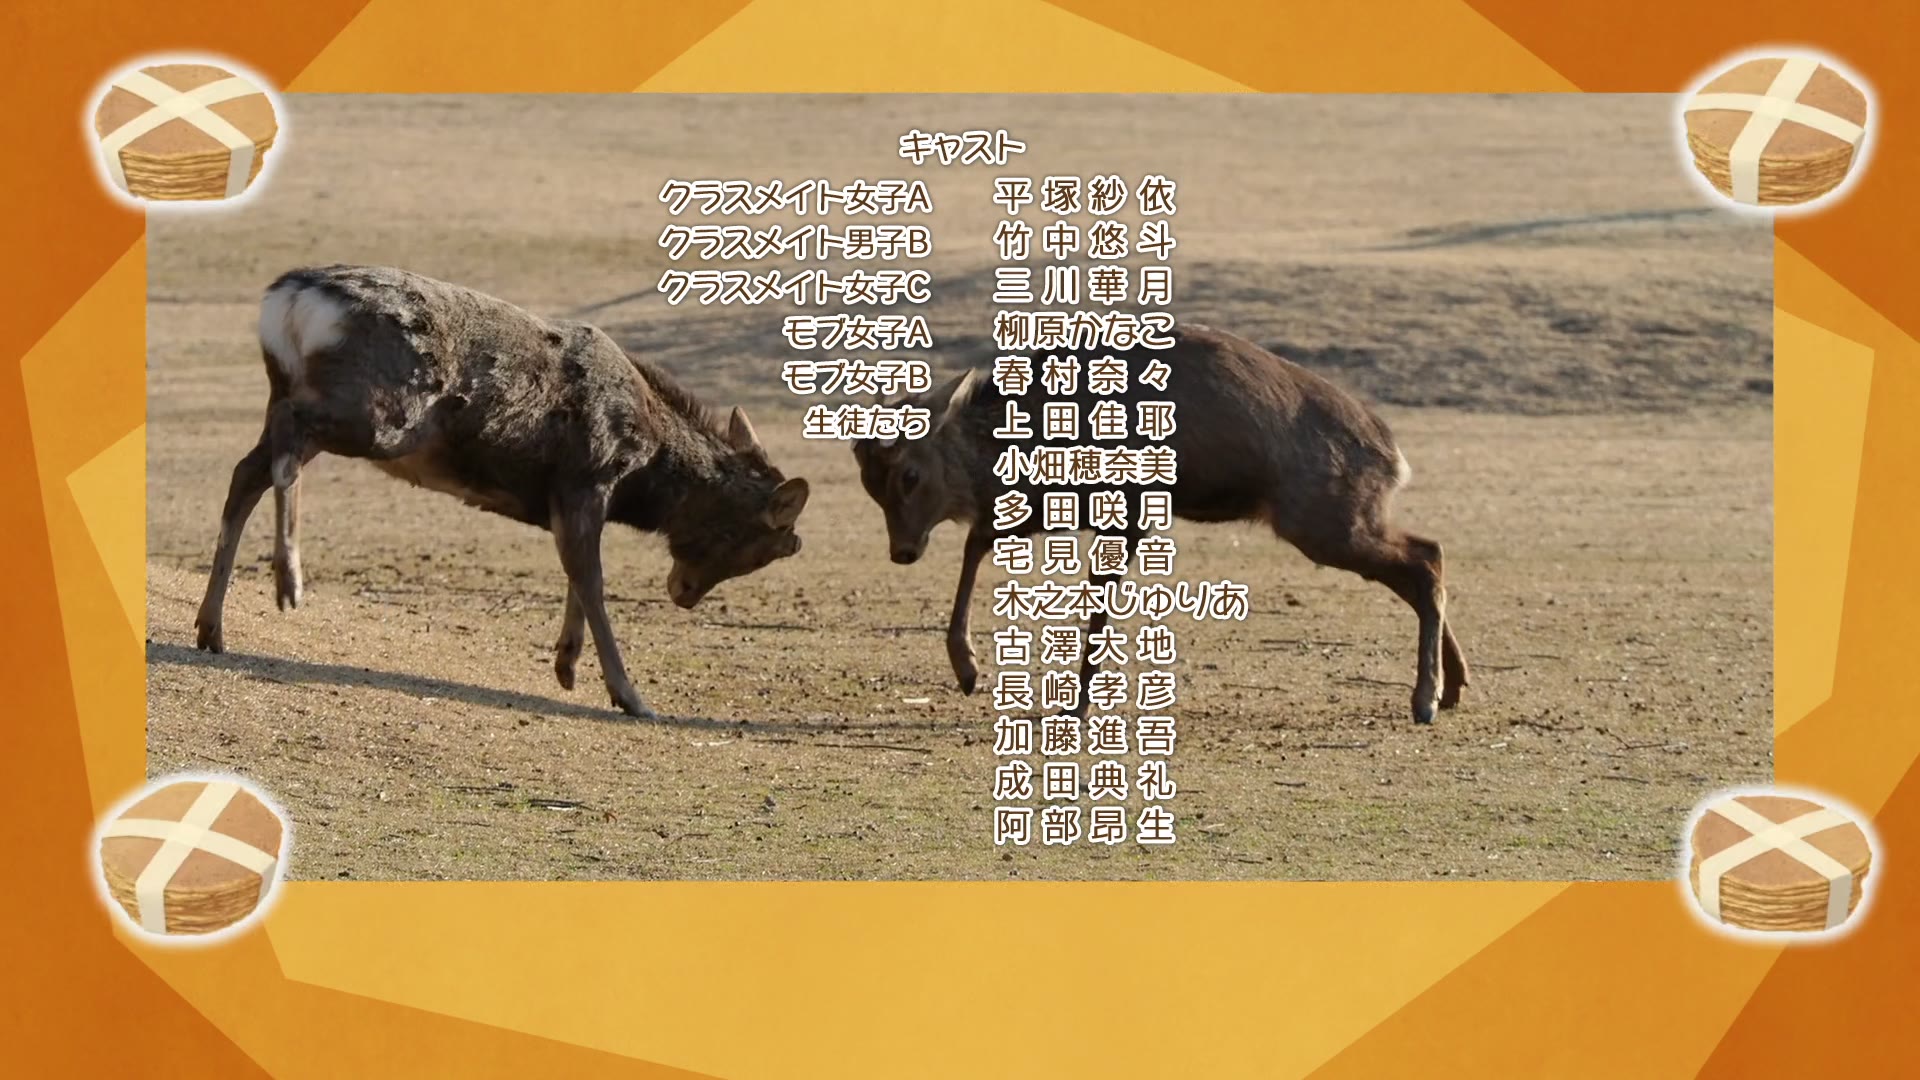 キャスト
クラスメイト女子A 平塚紗依
クラスメイト男子B 竹中悠斗
クラスメイト女子C 三川華月
モブ女子A 柳原かなこ
モブ女子B 春村奈々
生徒たち 上田佳耶
小畑穂奈美
多田咲月
宅見優音
木之本じゅりあ
古澤大地
長崎孝彦
加藤進吾
成田典礼
阿部昂生